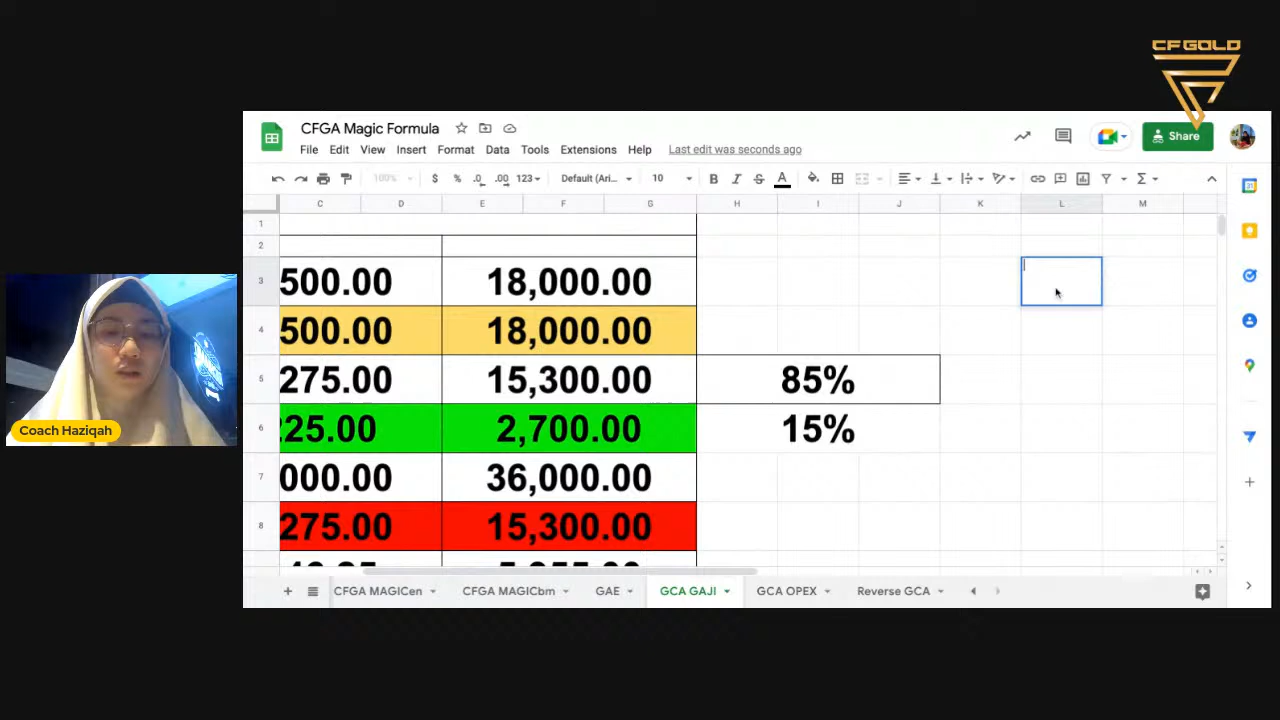 CFGOLD
CFGA Magic Formula
Share
File Edit View Insert Format Data Tools Extensions Help Last edit was seconds ago
100% $ % .0 .00 123 Default (Ari... 10 B I S A
C D E F G H I J K L M
1
2
3 500.00 18,000.00
4 500.00 18,000.00
5 275.00 15,300.00 85%
6 225.00 2,700.00 15%
7 000.00 36,000.00
8 275.00 15,300.00
Coach Haziqah
+ CFGA MAGICen CFGA MAGICbm GAE GCA GAJI GCA OPEX Reverse GCA